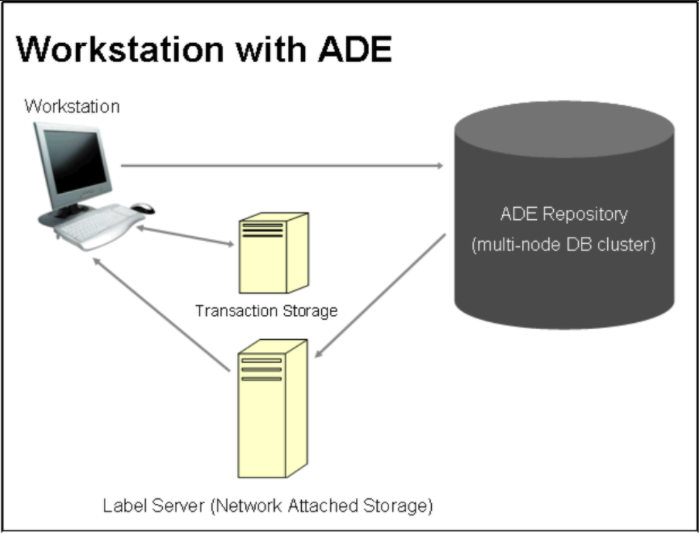 Workstation with ADE
Workstation
ADE Repository
(multi-node DB cluster)
Transaction Storage
Label Server (Network Attached Storage)